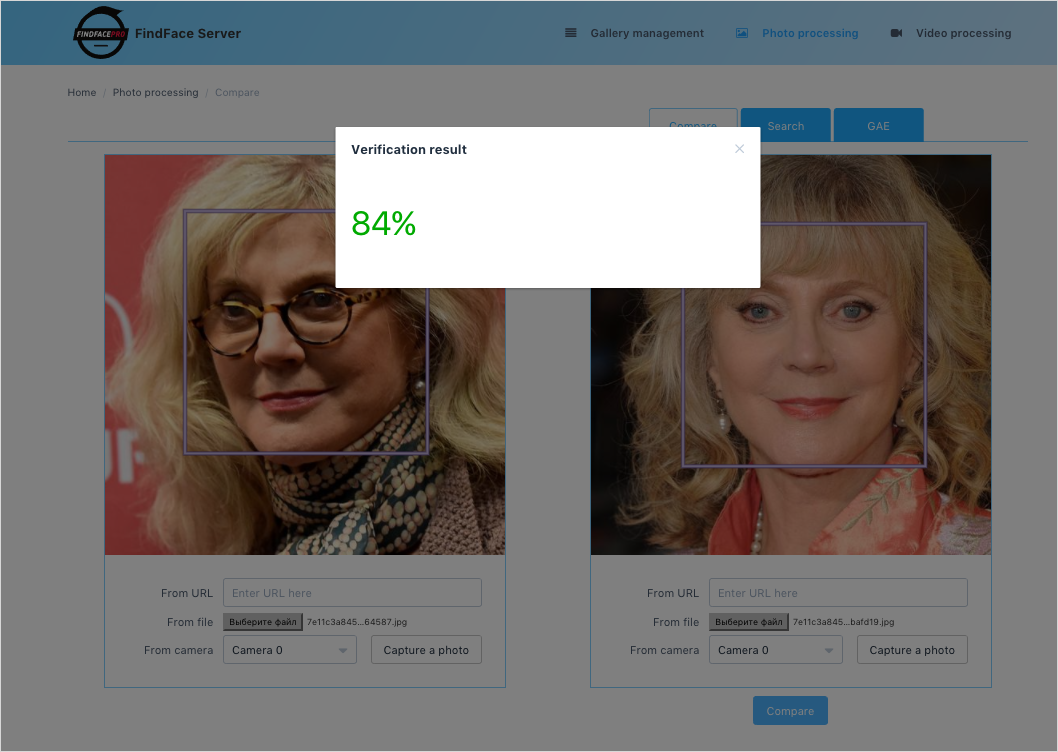 FINDFACEPRO FindFace Server Gallery management Photo processing Video processing
Home / Photo processing / Compare
Compare Search GAE
Verification result
84%
From URL Enter URL here
From file Выберите файл 7e11c3a845...64587.jpg
From camera Camera 0 Capture a photo
From URL Enter URL here
From file Выберите файл 7e11c3a845...bafd19.jpg
From camera Camera 0 Capture a photo
Compare